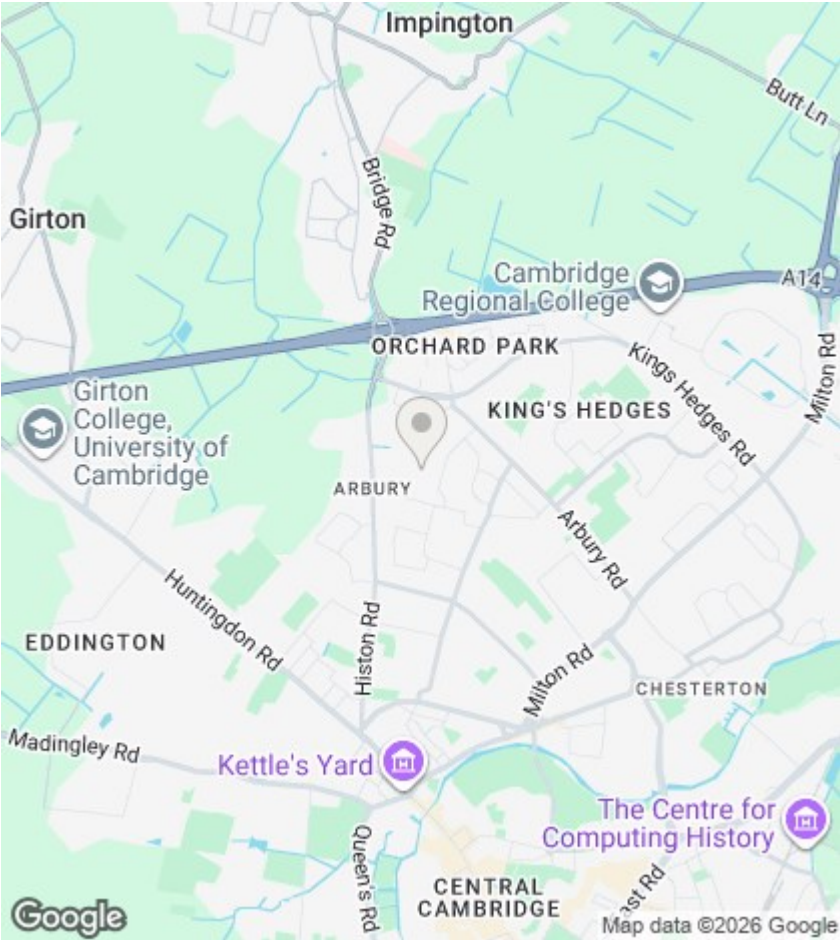 Impington
Butt Ln
Bridge Rd
Girton
Cambridge
Regional College
A14
ORCHARD PARK
Kings Hedges Rd
Milton Rd
Girton
College,
University of
Cambridge
KING'S HEDGES
ARBURY
Arbury Rd
Huntingdon Rd
Histon Rd
EDDINGTON
Milton Rd
CHESTERTON
Madingley Rd
Kettle's Yard
The Centre for
Computing History
Queen's Rd
CENTRAL
CAMBRIDGE
ast Rd
Google
Map data ©2026 Google